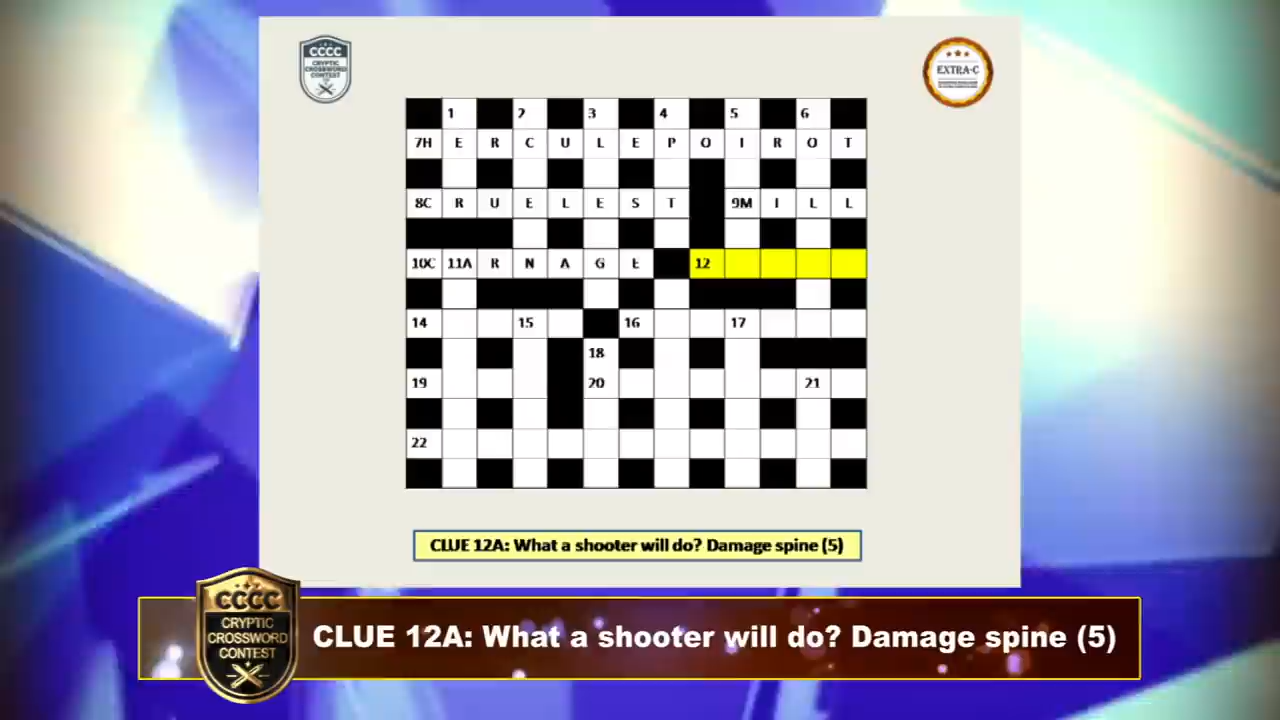 CCCC
CRYPTIC
CROSSWORD
CONTEST
EXTRA-C
1 2 3 4 5 6
7H E R C U L E P O I R O T
8C R U E L E S T 9M I L L
10C 11A R N A G E 12
14 15 16 17
18
19 20 21
22
CLUE 12A: What a shooter will do? Damage spine (5)
CCCC
CRYPTIC
CROSSWORD
CONTEST
CLUE 12A: What a shooter will do? Damage spine (5)